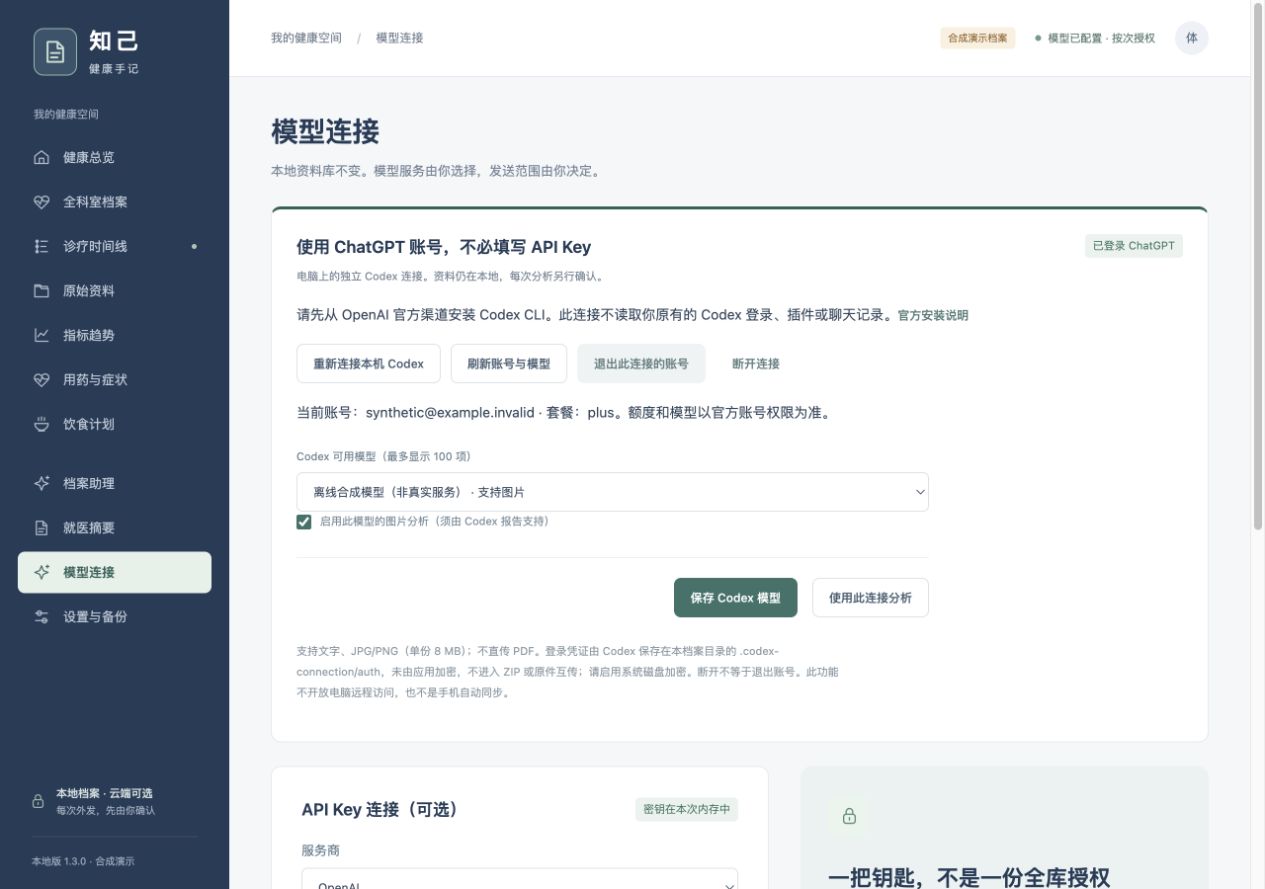 知己
健康手记
我的健康空间
健康总览
全科室档案
诊疗时间线
原始资料
指标趋势
用药与症状
饮食计划
档案助理
就医摘要
模型连接
设置与备份
本地档案 · 云端可选
每次外发，先由你确认
本地版 1.3.0 · 合成演示
我的健康空间 / 模型连接
合成演示档案
模型已配置 · 按次授权
体
模型连接
本地资料库不变。模型服务由你选择，发送范围由你决定。
使用 ChatGPT 账号，不必填写 API Key
已登录 ChatGPT
电脑上的独立 Codex 连接。资料仍在本地，每次分析另行确认。
请先从 OpenAI 官方渠道安装 Codex CLI。此连接不读取你原有的 Codex 登录、插件或聊天记录。官方安装说明
重新连接本机 Codex
刷新账号与模型
退出此连接的账号
断开连接
当前账号：synthetic@example.invalid · 套餐：plus。额度和模型以官方账号权限为准。
Codex 可用模型（最多显示 100 项）
离线合成模型（非真实服务） · 支持图片
启用此模型的图片分析（须由 Codex 报告支持）
保存 Codex 模型
使用此连接分析
支持文字、JPG/PNG（单份 8 MB）；不直传 PDF。登录凭证由 Codex 保存在本档案目录的 .codex-
connection/auth，未由应用加密，不进入 ZIP 或原件互传；请启用系统磁盘加密。断开不等于退出账号。此功能
不开放电脑远程访问，也不是手机自动同步。
API Key 连接（可选）
密钥在本次内存中
服务商
OpenAI
一把钥匙，不是一份全库授权